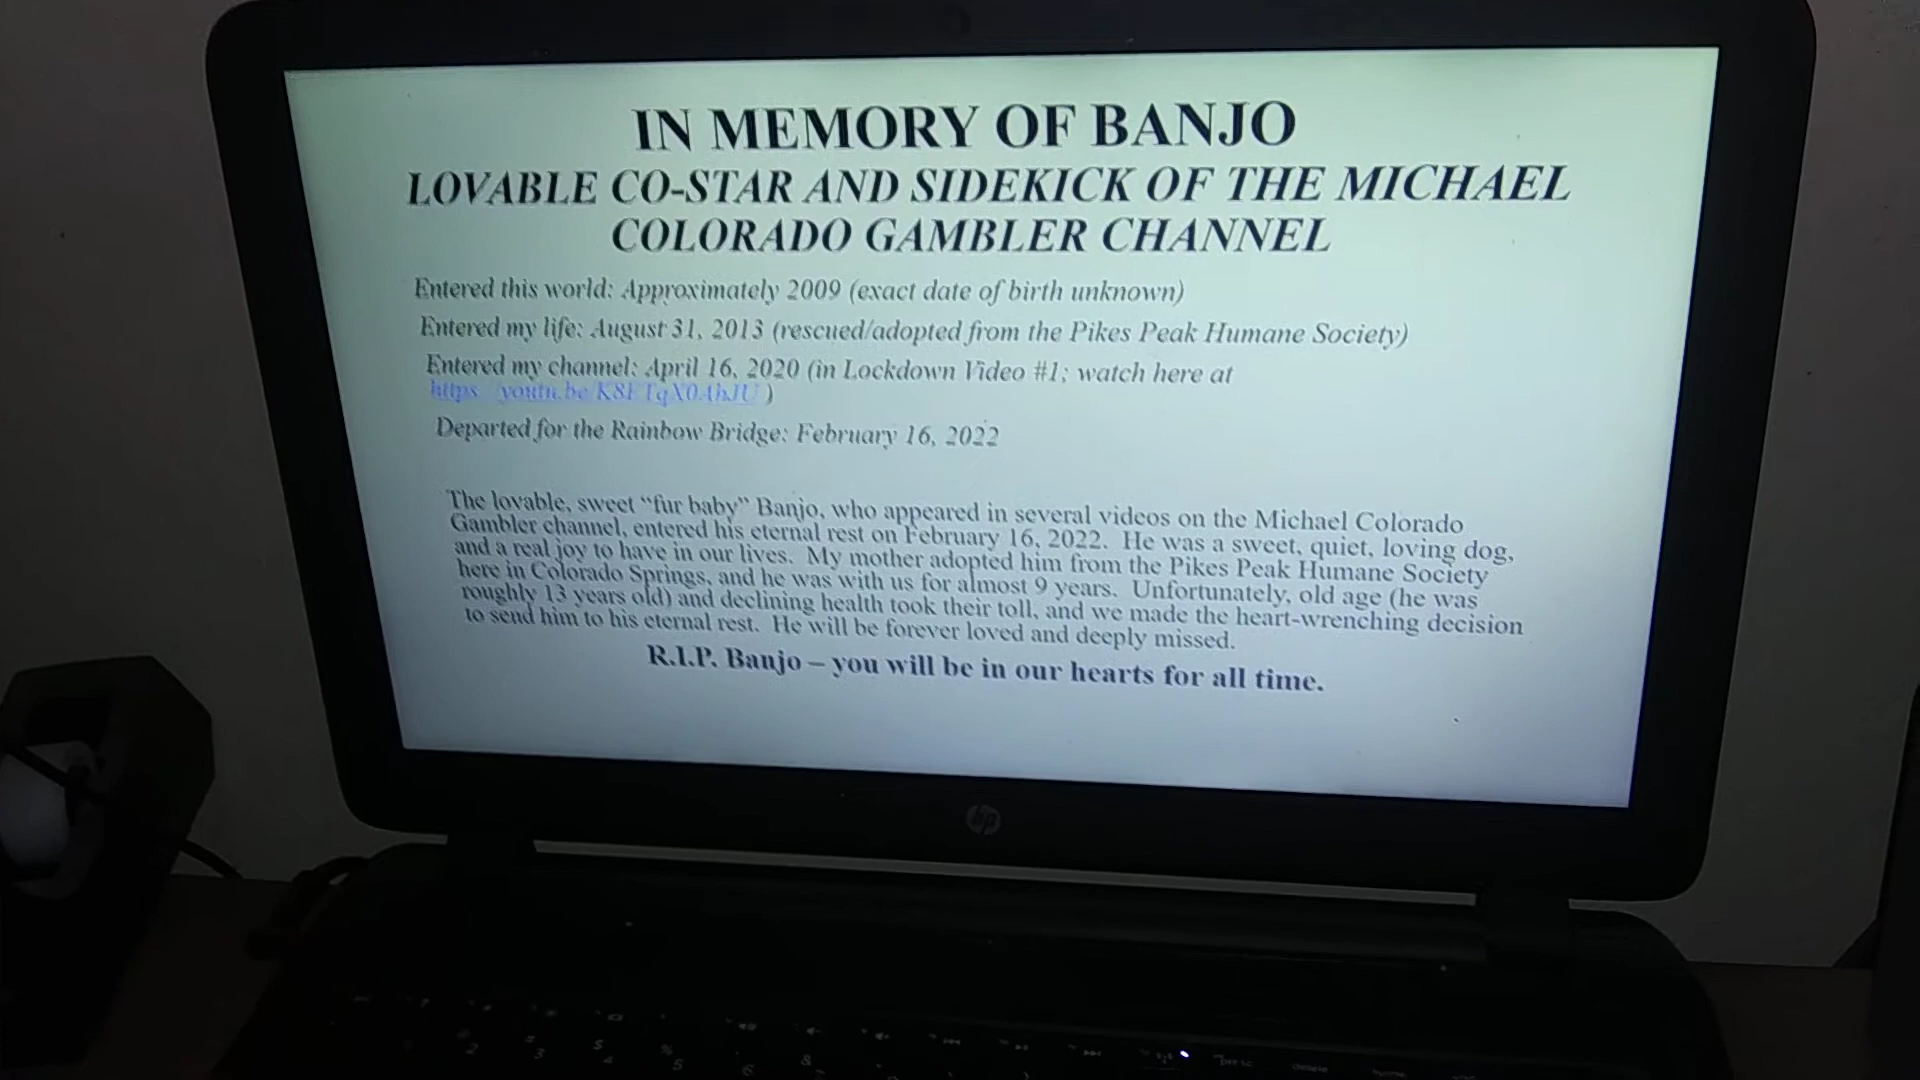 IN MEMORY OF BANJO
LOVABLE CO-STAR AND SIDEKICK OF THE MICHAEL
COLORADO GAMBLER CHANNEL
Entered this world: Approximately 2009 (exact date of birth unknown)
Entered my life: August 31, 2013 (rescued/adopted from the Pikes Peak Humane Society)
Entered my channel: April 16, 2020 (in Lockdown Video #1; watch here at
)
Departed for the Rainbow Bridge: February 16, 2022
The lovable, sweet “fur baby” Banjo, who appeared in several videos on the Michael Colorado
Gambler channel, entered his eternal rest on February 16, 2022. He was a sweet, quiet, loving dog,
and a real joy to have in our lives. My mother adopted him from the Pikes Peak Humane Society
here in Colorado Springs, and he was with us for almost 9 years. Unfortunately, old age (he was
roughly 13 years old) and declining health took their toll, and we made the heart-wrenching decision
to send him to his eternal rest. He will be forever loved and deeply missed.
R.I.P. Banjo – you will be in our hearts for all time.
hp